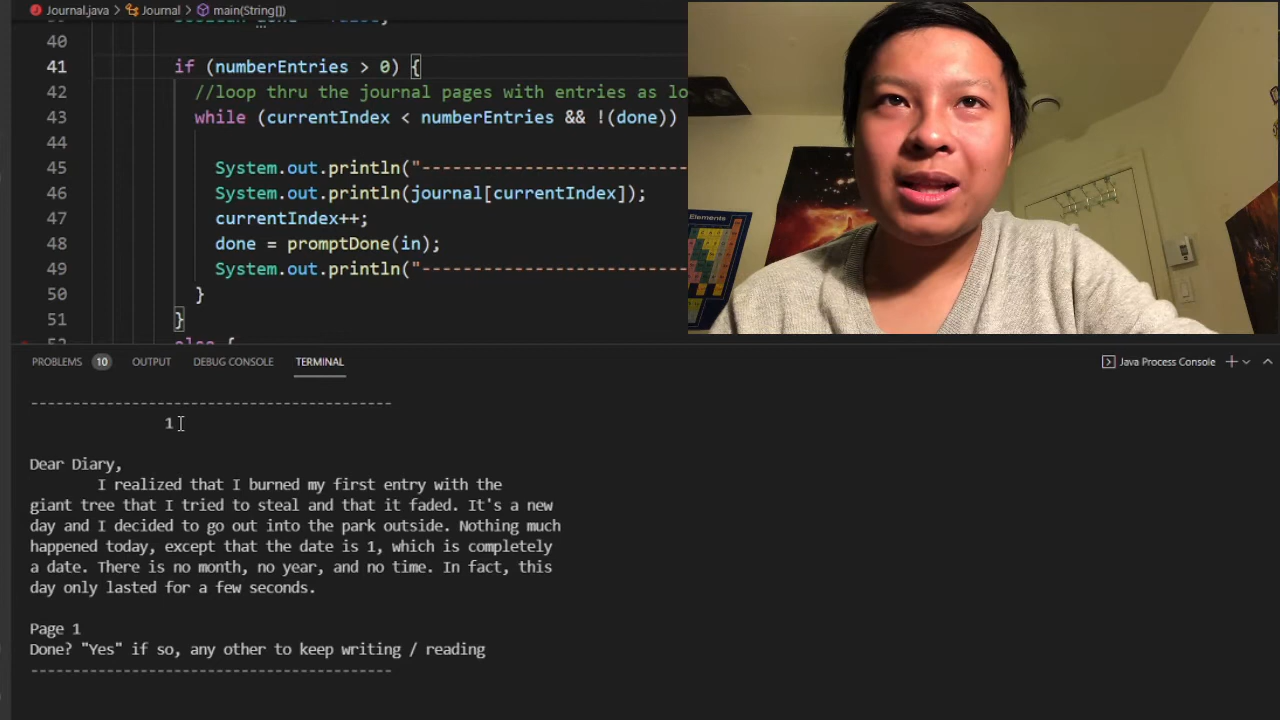 Journal.java > Journal > main(String[])
40
41 if (numberEntries > 0) {
42 //loop thru the journal pages with entries as lo
43 while (currentIndex < numberEntries && !(done))
44
45 System.out.println("---------------------------------
46 System.out.println(journal[currentIndex]);
47 currentIndex++;
48 done = promptDone(in);
49 System.out.println("---------------------------------
50 }
51 }
else {
Elemente
PROBLEMS 10 OUTPUT DEBUG CONSOLE TERMINAL Java Process Console
-------------------------------------------
1
Dear Diary,
I realized that I burned my first entry with the
giant tree that I tried to steal and that it faded. It's a new
day and I decided to go out into the park outside. Nothing much
happened today, except that the date is 1, which is completely
a date. There is no month, no year, and no time. In fact, this
day only lasted for a few seconds.
Page 1
Done? "Yes" if so, any other to keep writing / reading
-------------------------------------------